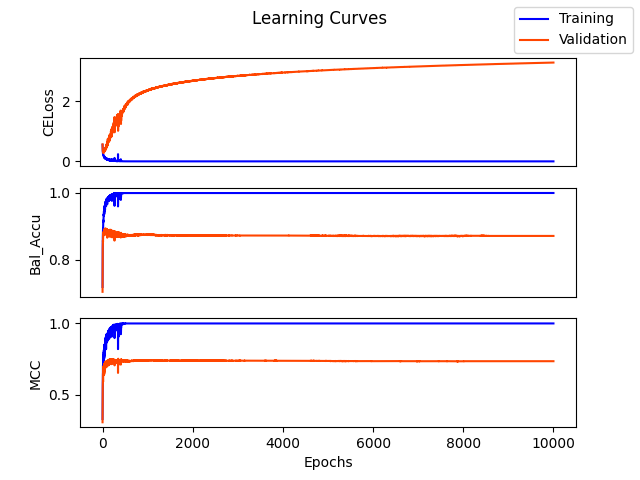 Learning Curves
Training
Validation
CELoss
2
0
Bal_Accu
1.0
0.8
MCC
1.0
0.5
0 2000 4000 6000 8000 10000
Epochs